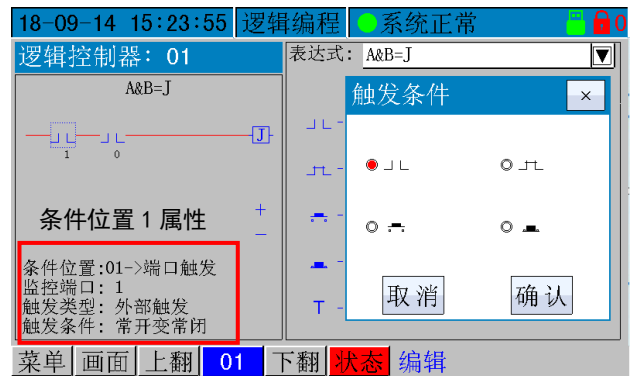 18-09-14 15:23:55 逻辑编程 系统正常 0
逻辑控制器: 01
表达式: A&B=J
A&B=J
J
1 0
条件位置 1 属性
+
-
条件位置:01->端口触发
监控端口: 1
触发类型: 外部触发
触发条件: 常开变常闭
T
触发条件 ×
取消 确认
菜单 画面 上翻 01 下翻 状态 编辑